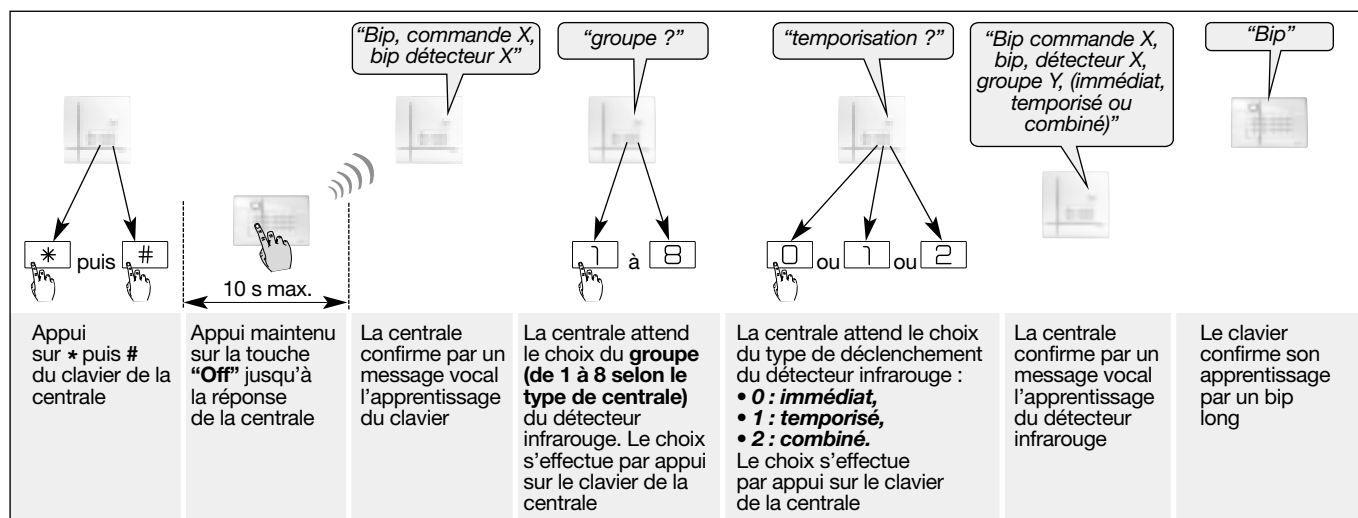 “Bip, commande X,
bip détecteur X”
“groupe ?”
“temporisation ?”
“Bip commande X,
bip, détecteur X,
groupe Y, (immédiat,
temporisé ou
combiné)”
“Bip”
* puis #
10 s max.
1 à 8
0 ou 1 ou 2
Appui
sur * puis #
du clavier de la
centrale
Appui maintenu
sur la touche
“Off” jusqu’à
la réponse
de la centrale
La centrale
confirme par un
message vocal
l’apprentissage
du clavier
La centrale attend
le choix du groupe
(de 1 à 8 selon le
type de centrale)
du détecteur
infrarouge. Le choix
s’effectue par appui
sur le clavier de la
centrale
La centrale attend le choix
du type de déclenchement
du détecteur infrarouge :
• 0 : immédiat,
• 1 : temporisé,
• 2 : combiné.
Le choix s’effectue
par appui sur le clavier
de la centrale
La centrale
confirme par un
message vocal
l’apprentissage
du détecteur
infrarouge
Le clavier
confirme son
apprentissage
par un bip
long